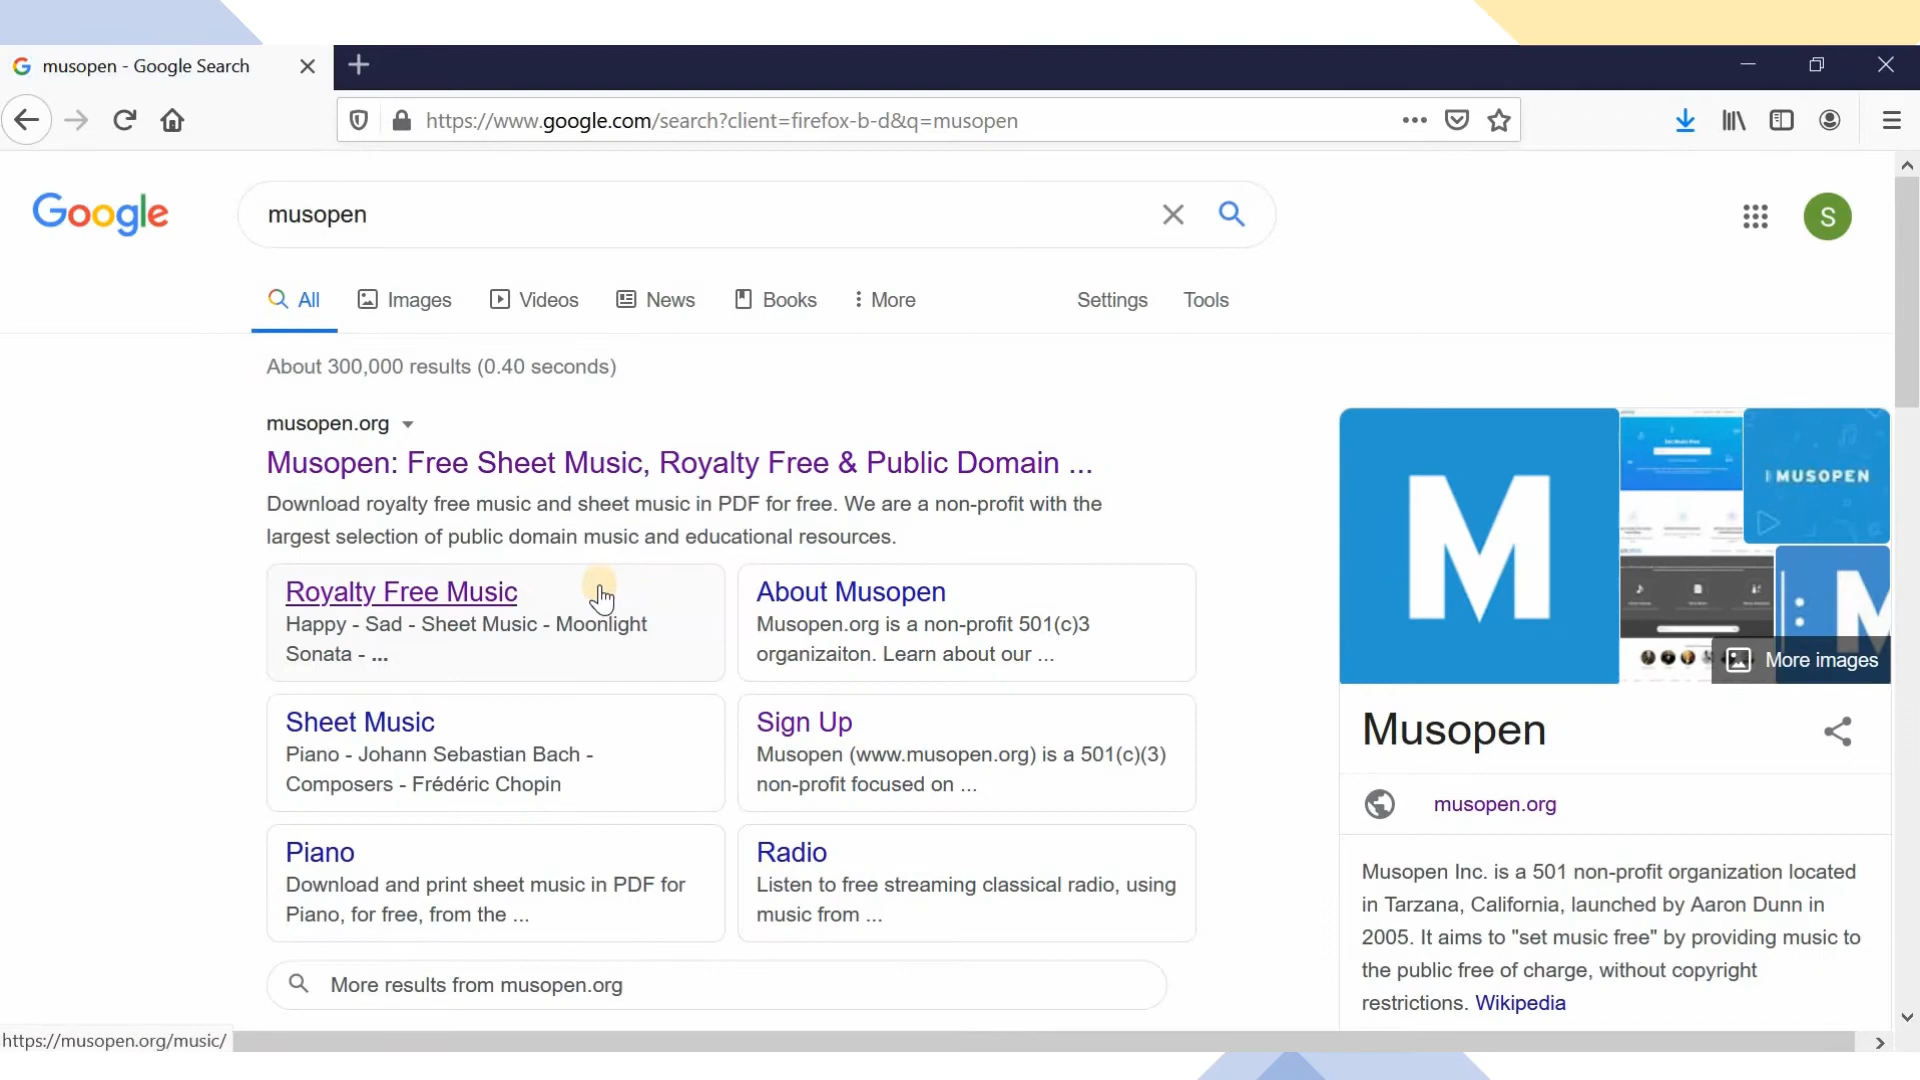 musopen - Google Search
https://www.google.com/search?client=firefox-b-d&q=musopen
Google
musopen
S
All
Images
Videos
News
Books
More
Settings
Tools
About 300,000 results (0.40 seconds)
musopen.org
Musopen: Free Sheet Music, Royalty Free & Public Domain ...
Download royalty free music and sheet music in PDF for free. We are a non-profit with the
largest selection of public domain music and educational resources.
Royalty Free Music
Happy - Sad - Sheet Music - Moonlight
Sonata - ...
About Musopen
Musopen.org is a non-profit 501(c)3
organizaiton. Learn about our ...
Sheet Music
Piano - Johann Sebastian Bach -
Composers - Frédéric Chopin
Sign Up
Musopen (www.musopen.org) is a 501(c)(3)
non-profit focused on ...
Piano
Download and print sheet music in PDF for
Piano, for free, from the ...
Radio
Listen to free streaming classical radio, using
music from ...
More results from musopen.org
M
MUSOPEN
M
More images
Musopen
musopen.org
Musopen Inc. is a 501 non-profit organization located
in Tarzana, California, launched by Aaron Dunn in
2005. It aims to "set music free" by providing music to
the public free of charge, without copyright
restrictions. Wikipedia
https://musopen.org/music/